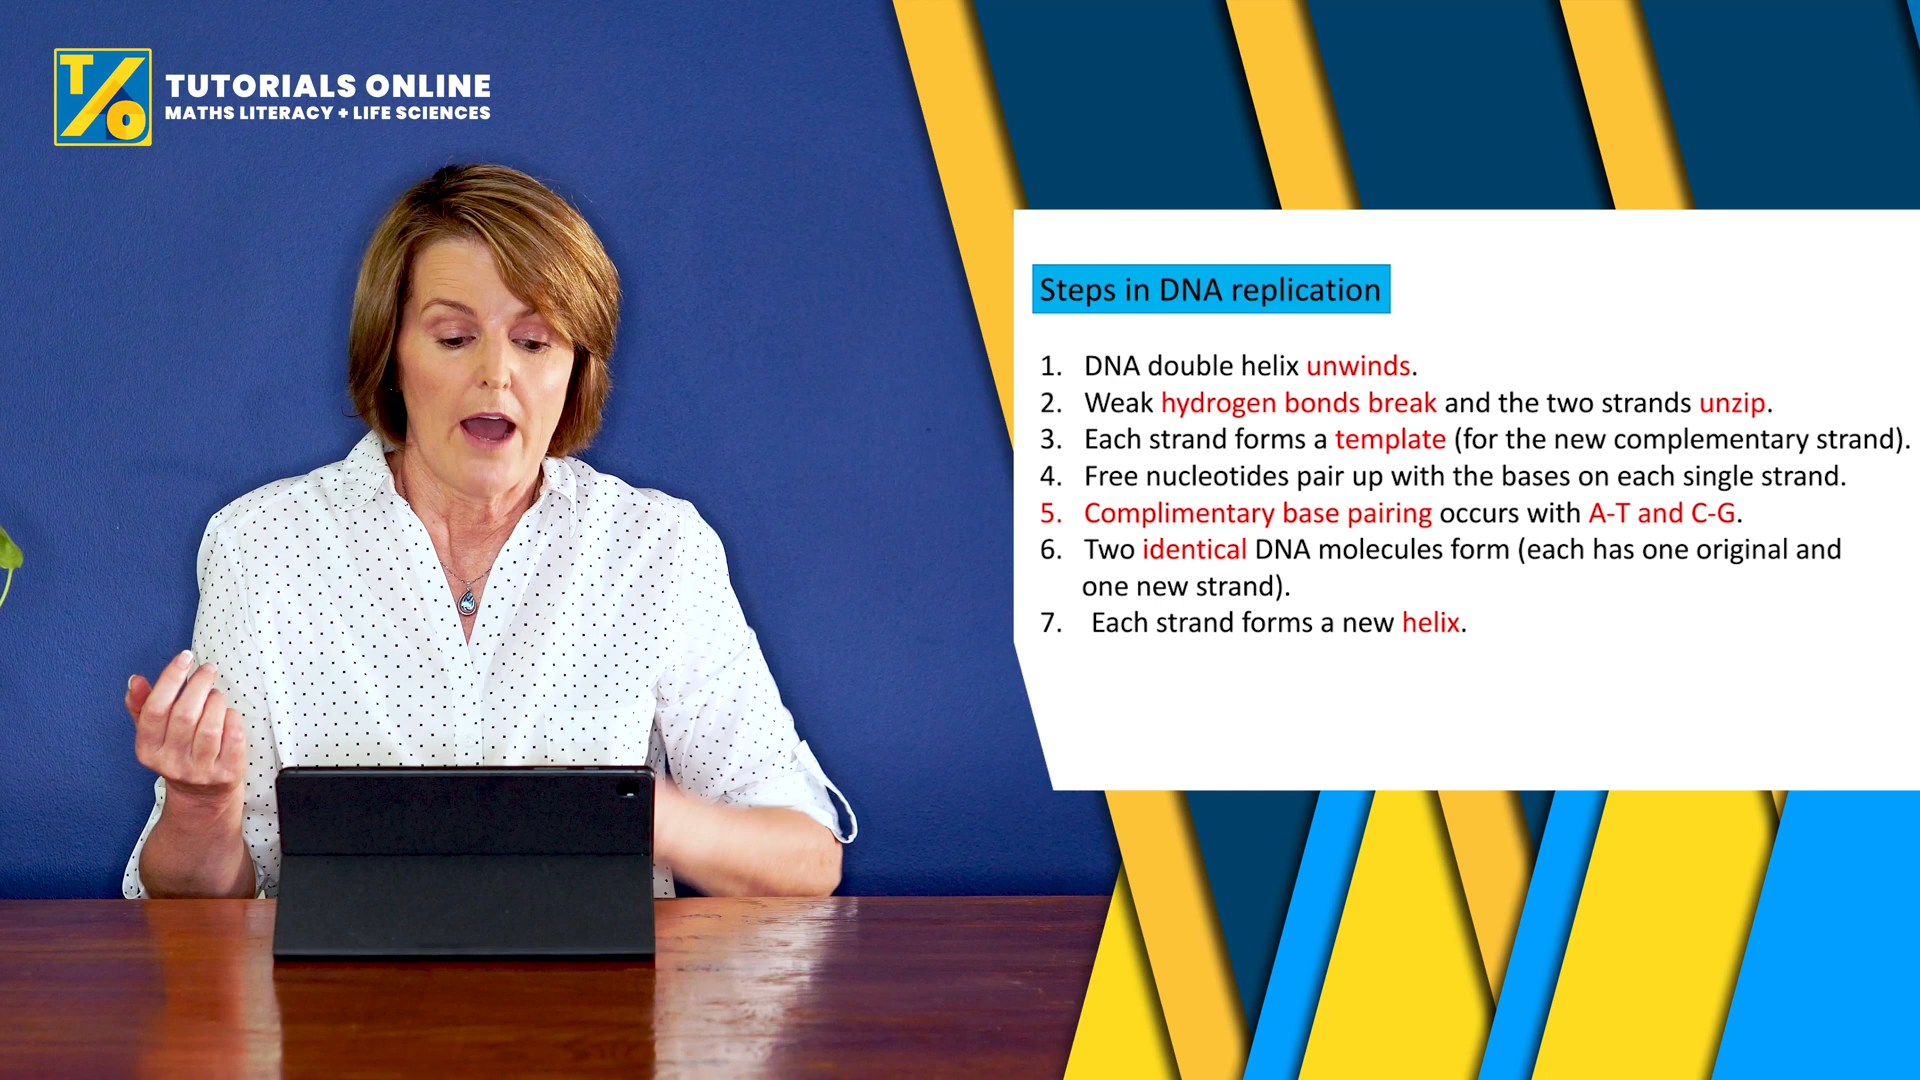 T/O
TUTORIALS ONLINE
MATHS LITERACY + LIFE SCIENCES
Steps in DNA replication
1. DNA double helix unwinds.
2. Weak hydrogen bonds break and the two strands unzip.
3. Each strand forms a template (for the new complementary strand).
4. Free nucleotides pair up with the bases on each single strand.
5. Complimentary base pairing occurs with A-T and C-G.
6. Two identical DNA molecules form (each has one original and
one new strand).
7. Each strand forms a new helix.